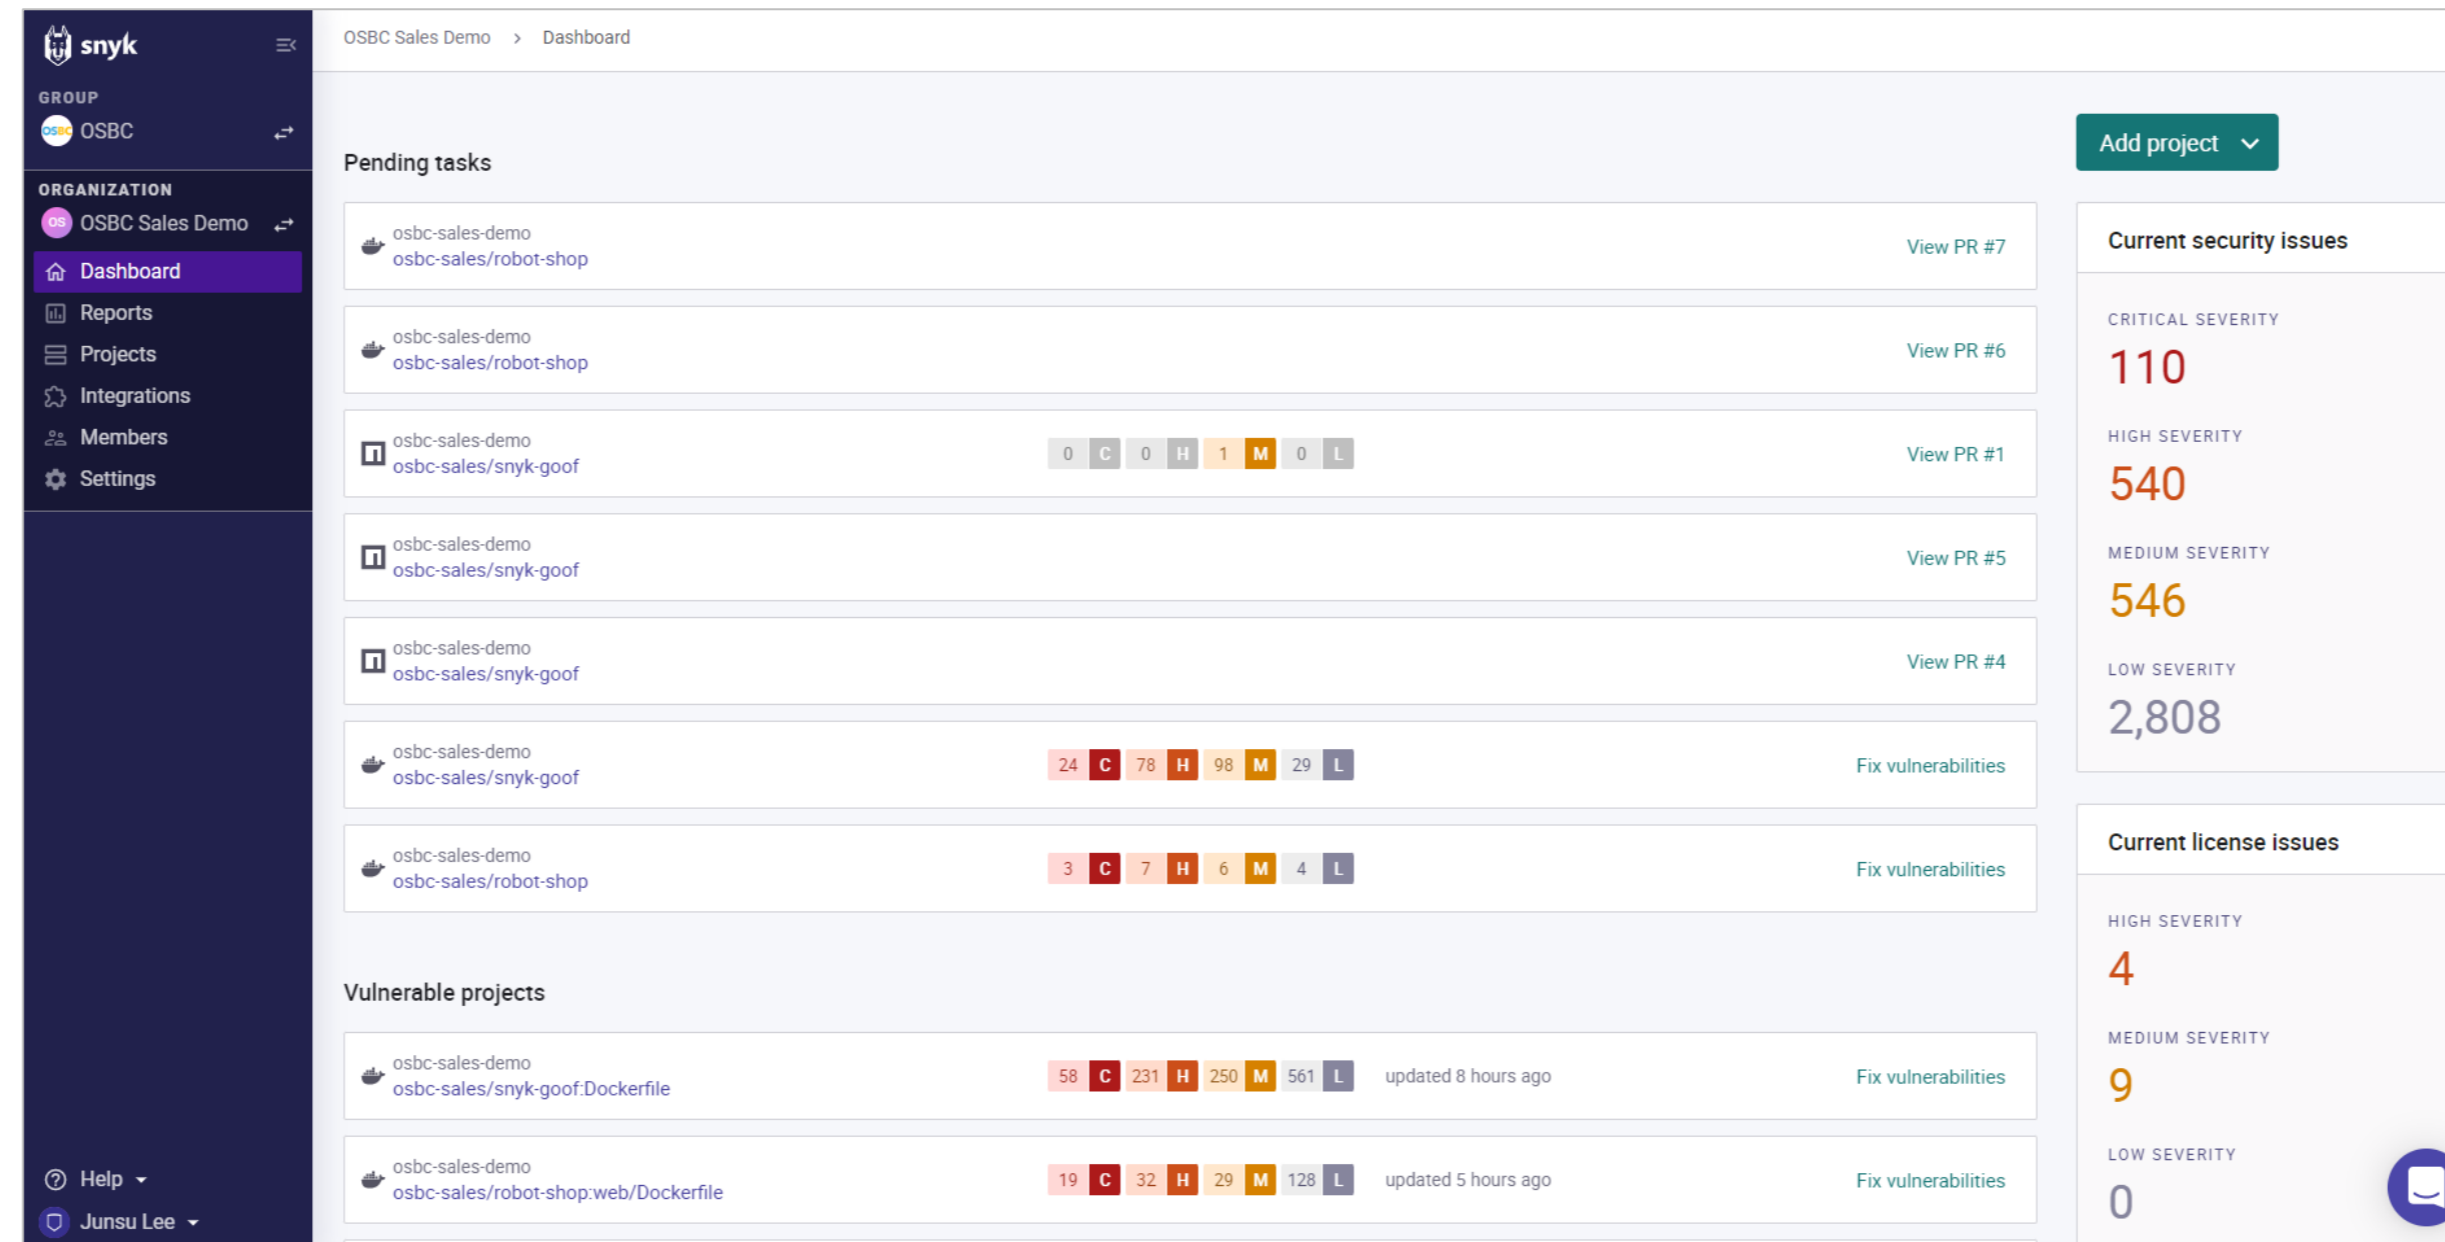 snyk
GROUP
OSBC OSBC
ORGANIZATION
OS OSBC Sales Demo
Dashboard
Reports
Projects
Integrations
Members
Settings
Help
Junsu Lee
OSBC Sales Demo > Dashboard
Pending tasks
osbc-sales-demo
osbc-sales/robot-shop
View PR #7
osbc-sales-demo
osbc-sales/robot-shop
View PR #6
osbc-sales-demo
osbc-sales/snyk-goof
0 C 0 H 1 M 0 L
View PR #1
osbc-sales-demo
osbc-sales/snyk-goof
View PR #5
osbc-sales-demo
osbc-sales/snyk-goof
View PR #4
osbc-sales-demo
osbc-sales/snyk-goof
24 C 78 H 98 M 29 L
Fix vulnerabilities
osbc-sales-demo
osbc-sales/robot-shop
3 C 7 H 6 M 4 L
Fix vulnerabilities
Vulnerable projects
osbc-sales-demo
osbc-sales/snyk-goof:Dockerfile
58 C 231 H 250 M 561 L
updated 8 hours ago
Fix vulnerabilities
osbc-sales-demo
osbc-sales/robot-shop:web/Dockerfile
19 C 32 H 29 M 128 L
updated 5 hours ago
Fix vulnerabilities
Add project
Current security issues
CRITICAL SEVERITY
110
HIGH SEVERITY
540
MEDIUM SEVERITY
546
LOW SEVERITY
2,808
Current license issues
HIGH SEVERITY
4
MEDIUM SEVERITY
9
LOW SEVERITY
0